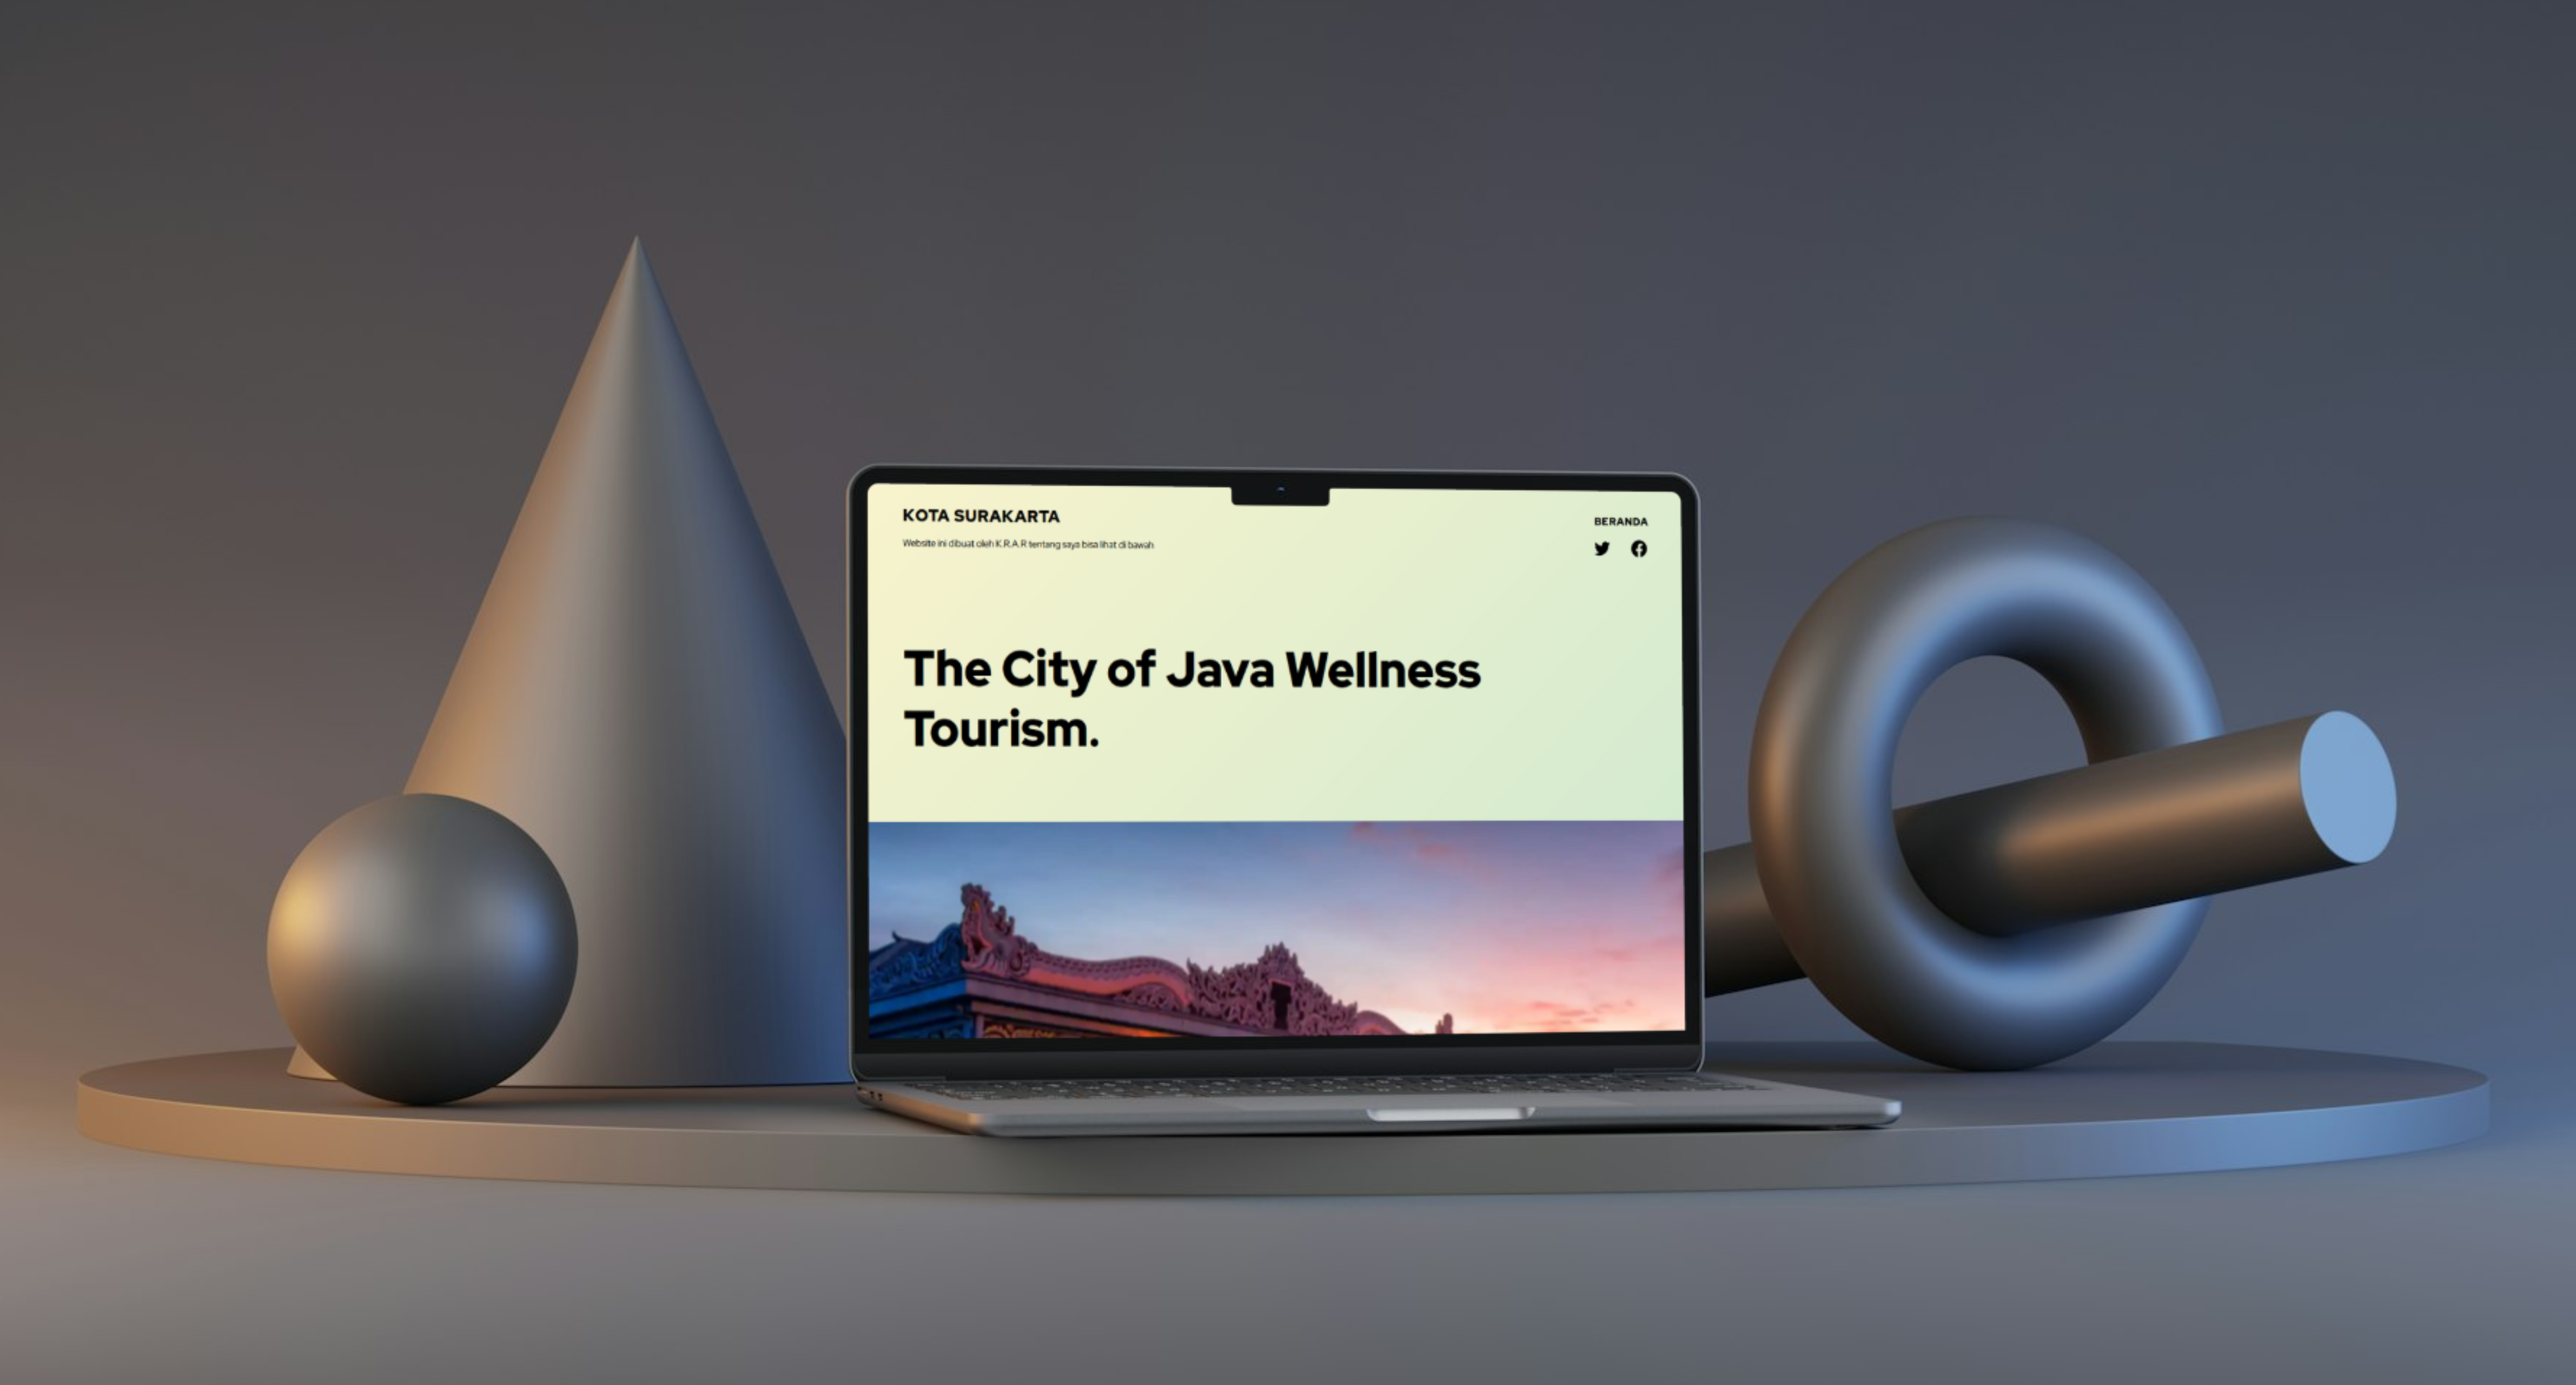 KOTA SURAKARTA
Website ini dibuat oleh K.R.A.R tentang saya bisa lihat di bawah
BERANDA
The City of Java Wellness
Tourism.